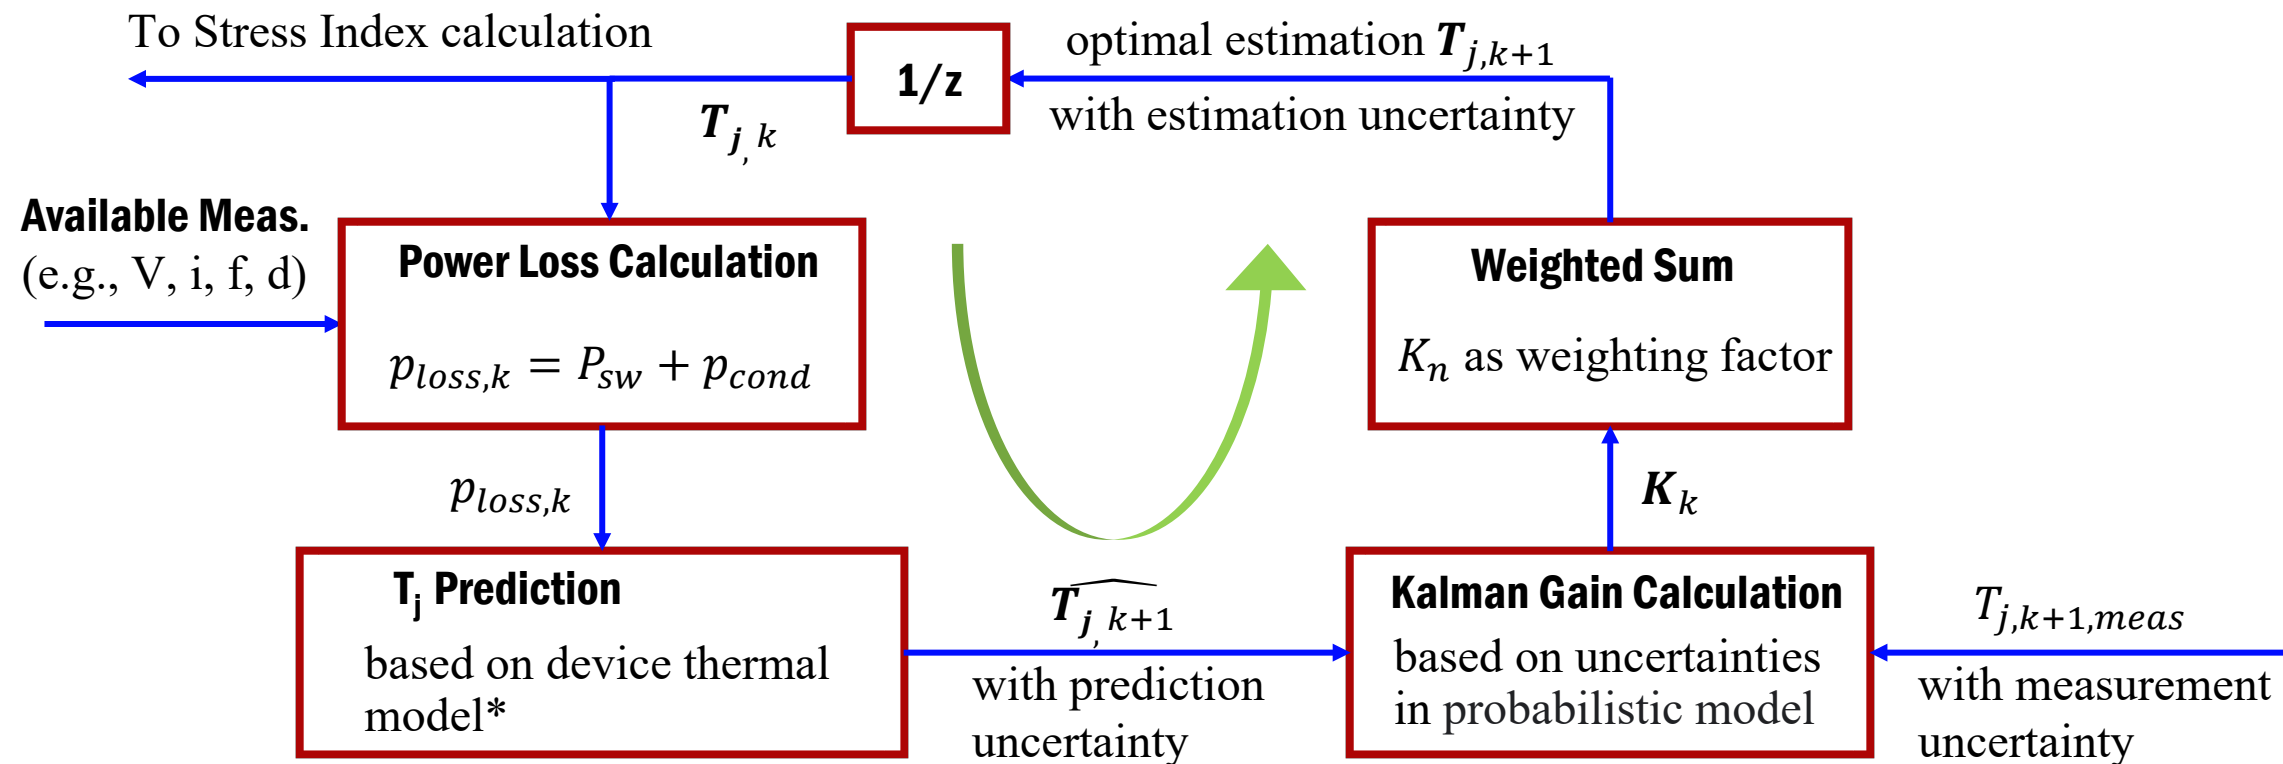 To Stress Index calculation
1/z
optimal estimation T_{j,k+1}
with estimation uncertainty
T_{j, k}
Available Meas.
(e.g., V, i, f, d)
Power Loss Calculation
p_{loss,k} = P_{sw} + p_{cond}
Weighted Sum
K_n as weighting factor
p_{loss,k}
K_k
T_j Prediction
based on device thermal
model*
\widehat{T_{j, k+1}}
with prediction
uncertainty
Kalman Gain Calculation
based on uncertainties
in probabilistic model
T_{j,k+1,meas}
with measurement
uncertainty